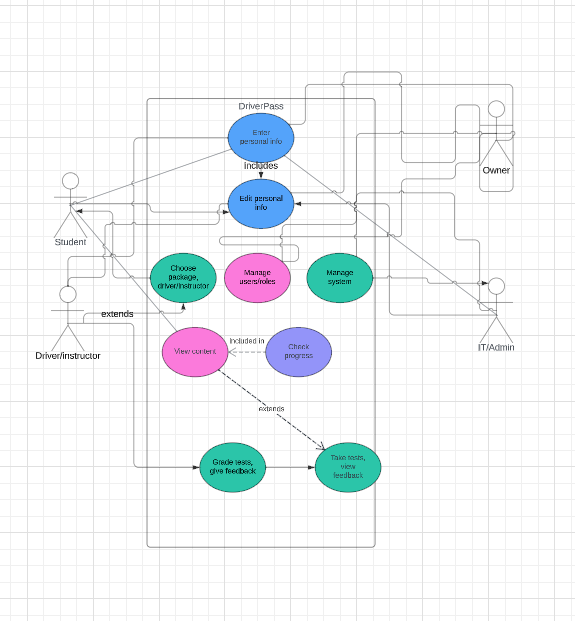 DriverPass
Enter
personal info
includes
Owner
Edit personal
info
Student
Choose
package,
driver/instructor
Manage
users/roles
Manage
system
extends
Driver/instructor
View content
Included in
Check
progress
IT/Admin
extends
Grade tests,
give feedback
Take tests,
view
feedback